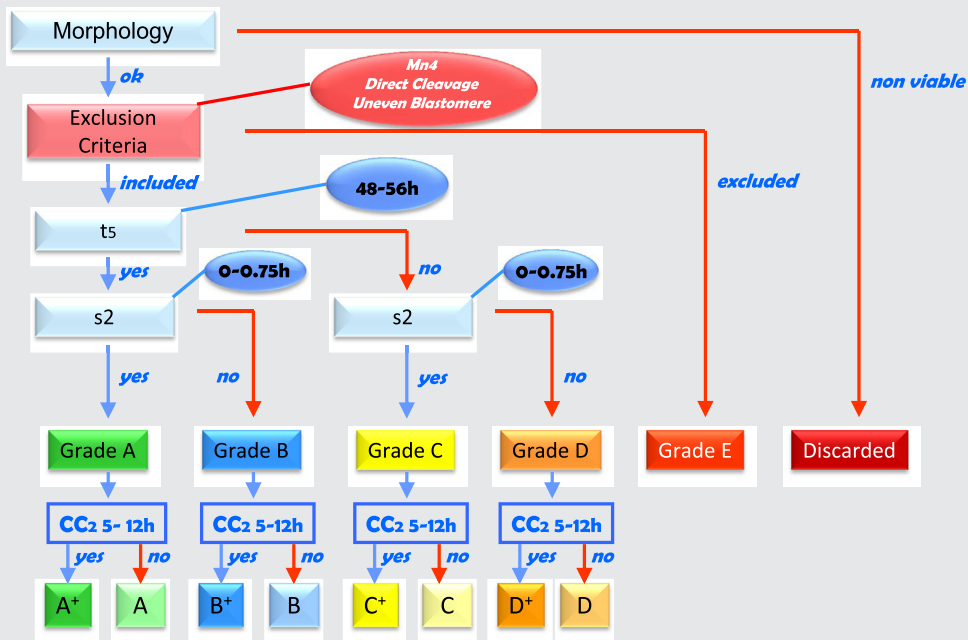 Morphology
ok
non viable
Mn4
Direct Cleavage
Uneven Blastomere
Exclusion
Criteria
included
excluded
48-56h
t5
yes
no
0-0.75h
0-0.75h
s2
s2
yes
no
yes
no
Grade A
Grade B
Grade C
Grade D
Grade E
Discarded
CC2 5- 12h
CC2 5-12h
CC2 5-12h
CC2 5-12h
yes
no
yes
no
yes
no
yes
no
A+
A
B+
B
C+
C
D+
D